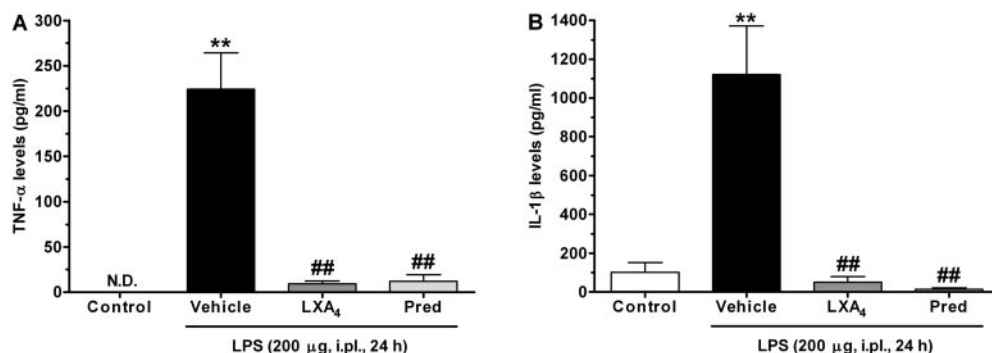 A
TNF-α levels (pg/ml)
300
250
200
150
100
50
0
**
N.D.
##
##
Control Vehicle LXA₄ Pred
LPS (200 μg, i.pl., 24 h)
B
IL-1β levels (pg/ml)
1400
1200
1000
800
600
400
200
0
**
##
##
Control Vehicle LXA₄ Pred
LPS (200 μg, i.pl., 24 h)